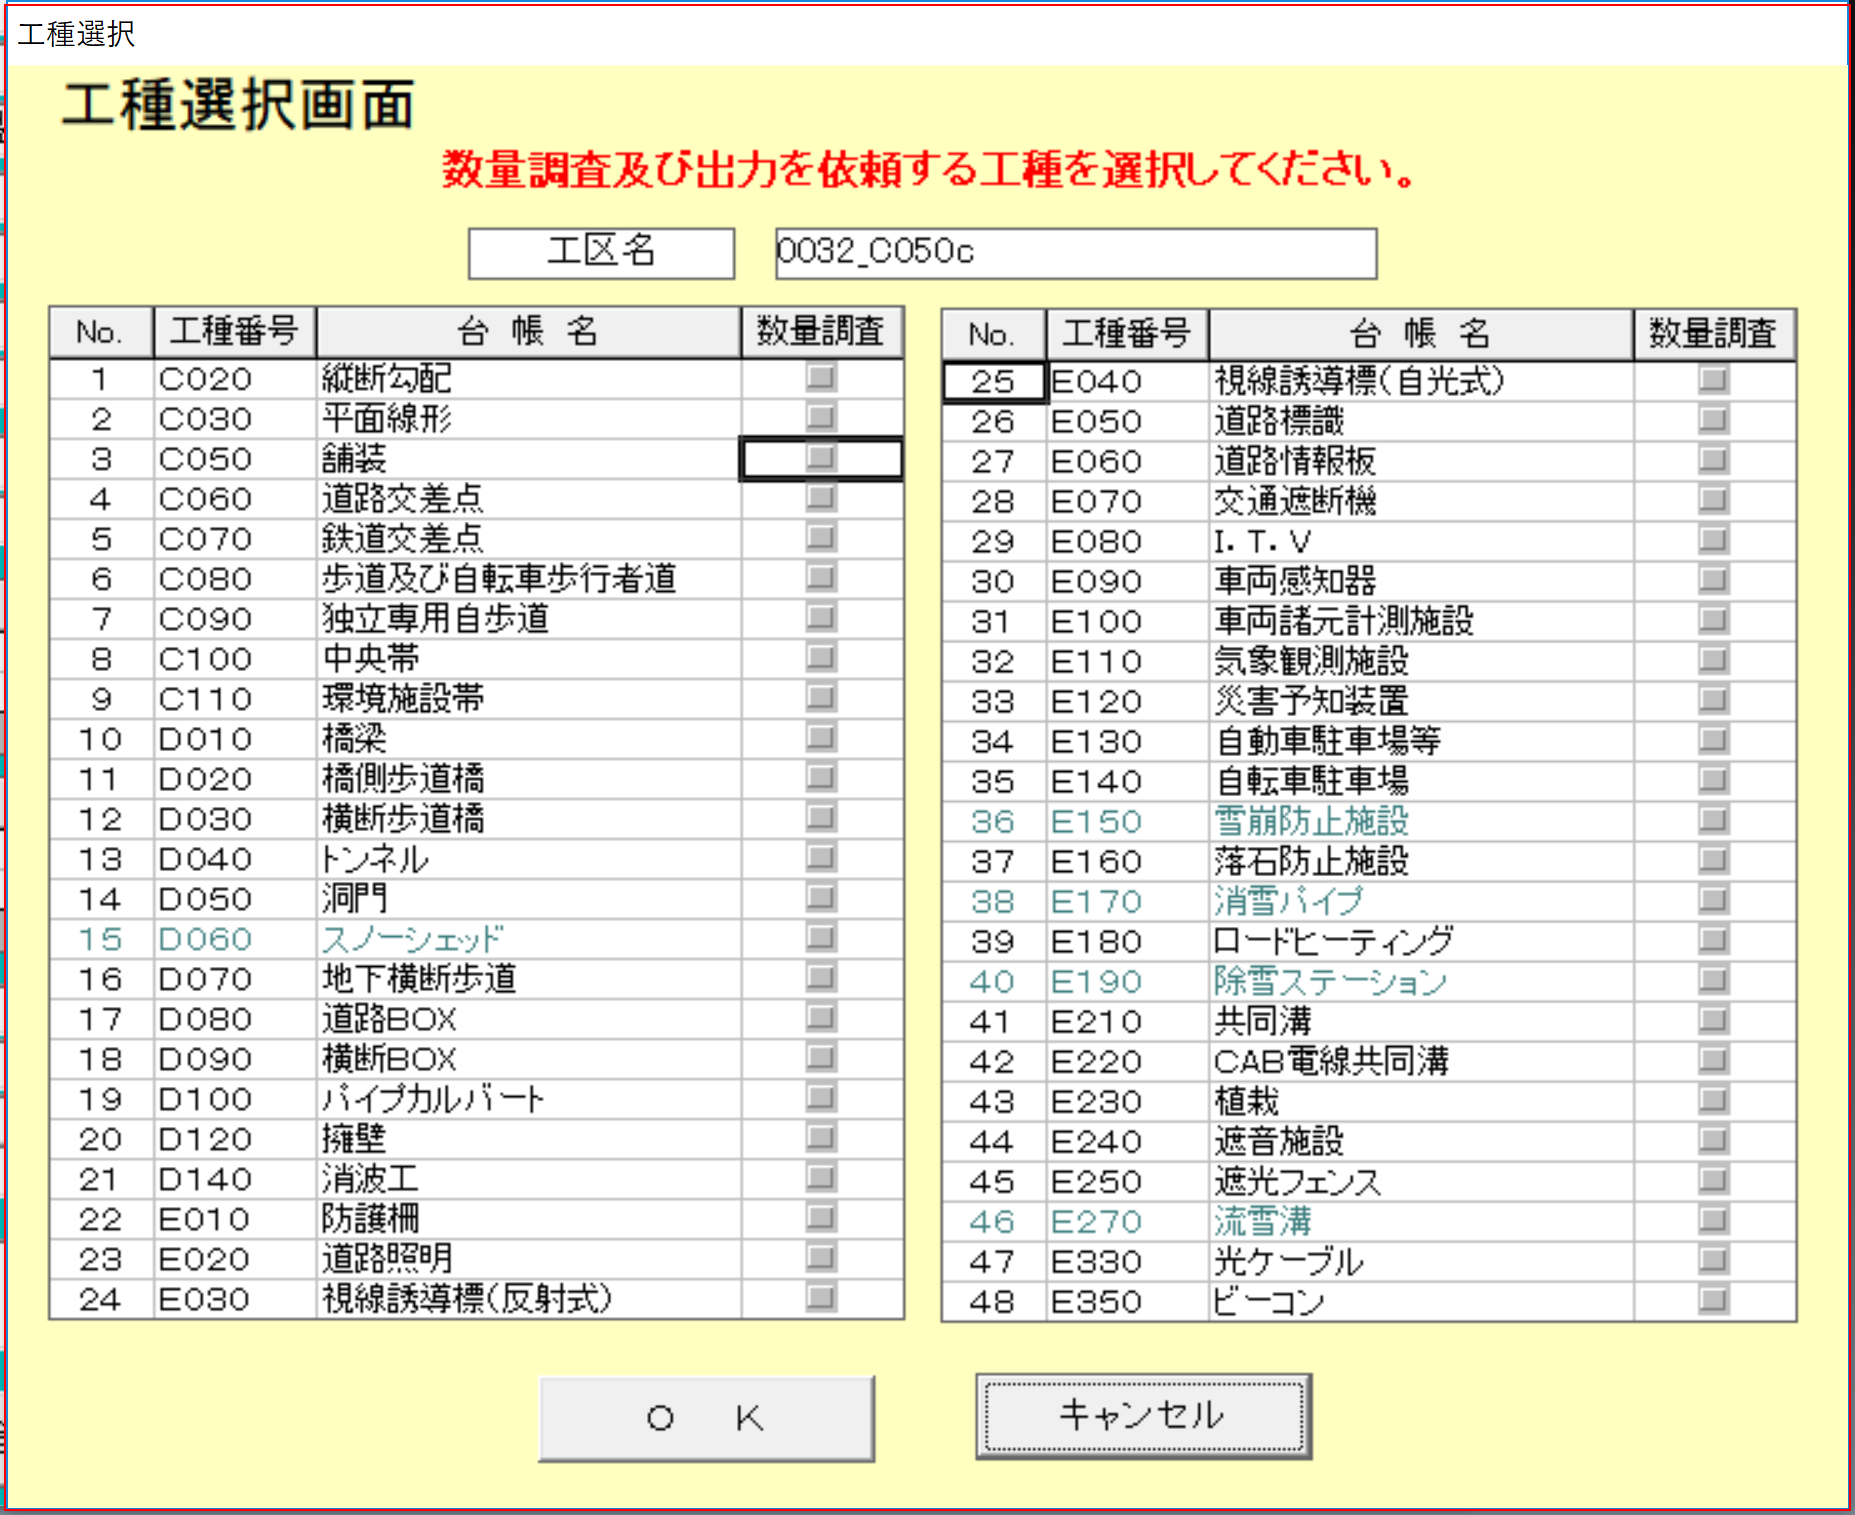 工種選択
工種選択画面
数量調査及び出力を依頼する工種を選択してください。
工区名 0032_C050c
No. 工種番号 台 帳 名 数量調査
1 C020 縦断勾配
2 C030 平面線形
3 C050 舗装
4 C060 道路交差点
5 C070 鉄道交差点
6 C080 歩道及び自転車歩行者道
7 C090 独立専用自歩道
8 C100 中央帯
9 C110 環境施設帯
10 D010 橋梁
11 D020 橋側歩道橋
12 D030 横断歩道橋
13 D040 トンネル
14 D050 洞門
15 D060 スノーシェッド
16 D070 地下横断歩道
17 D080 道路BOX
18 D090 横断BOX
19 D100 パイプカルバート
20 D120 擁壁
21 D140 消波工
22 E010 防護柵
23 E020 道路照明
24 E030 視線誘導標(反射式)
No. 工種番号 台 帳 名 数量調査
25 E040 視線誘導標(自光式)
26 E050 道路標識
27 E060 道路情報板
28 E070 交通遮断機
29 E080 I．T．V
30 E090 車両感知器
31 E100 車両諸元計測施設
32 E110 気象観測施設
33 E120 災害予知装置
34 E130 自動車駐車場等
35 E140 自転車駐車場
36 E150 雪崩防止施設
37 E160 落石防止施設
38 E170 消雪パイプ
39 E180 ロードヒーティング
40 E190 除雪ステーション
41 E210 共同溝
42 E220 CAB電線共同溝
43 E230 植栽
44 E240 遮音施設
45 E250 遮光フェンス
46 E270 流雪溝
47 E330 光ケーブル
48 E350 ビーコン
O K キャンセル